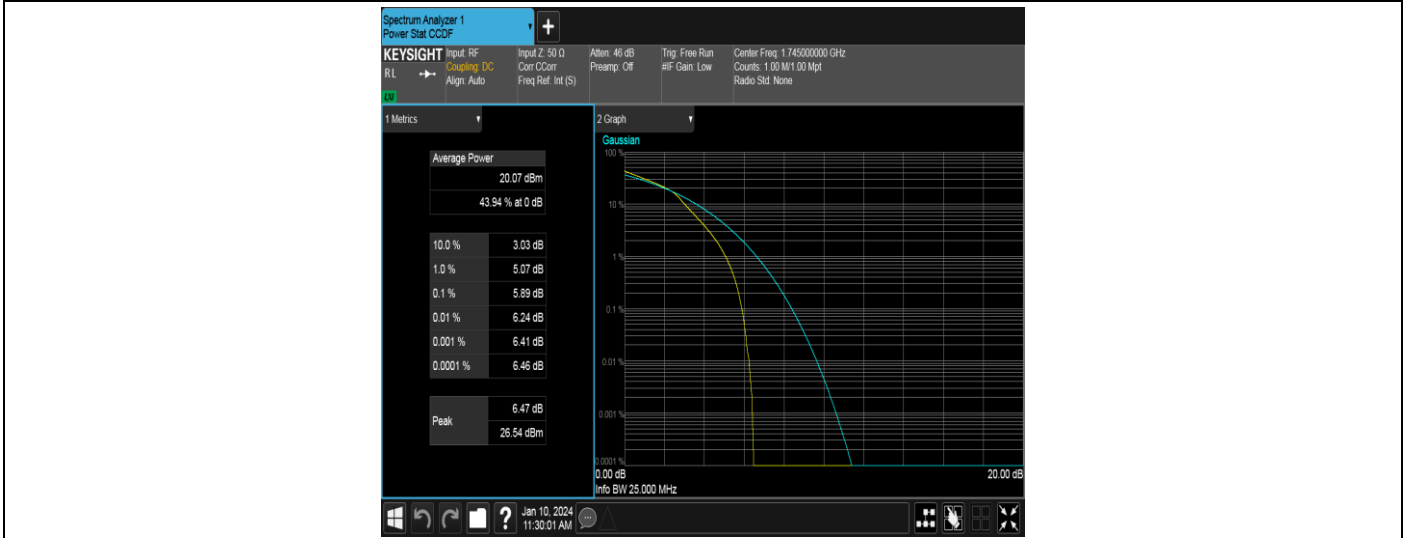 Spectrum Analyzer 1
Power Stat CCDF
+
KEYSIGHT
RL
Input: RF
Coupling: DC
Align: Auto
Input Z: 50 Ω
Corr CCorr
Freq Ref: Int (S)
Atten: 46 dB
Preamp: Off
Trig: Free Run
#IF Gain: Low
Center Freq: 1.745000000 GHz
Counts: 1.00 M/1.00 Mpt
Radio Std: None
1 Metrics
Average Power
20.07 dBm
43.94 % at 0 dB
10.0 % 3.03 dB
1.0 % 5.07 dB
0.1 % 5.89 dB
0.01 % 6.24 dB
0.001 % 6.41 dB
0.0001 % 6.46 dB
Peak
6.47 dB
26.54 dBm
2 Graph
Gaussian
100 %
10 %
1 %
0.1 %
0.01 %
0.001 %
0.0001 %
0.00 dB 20.00 dB
Info BW 25.000 MHz
?
Jan 10, 2024
11:30:01 AM